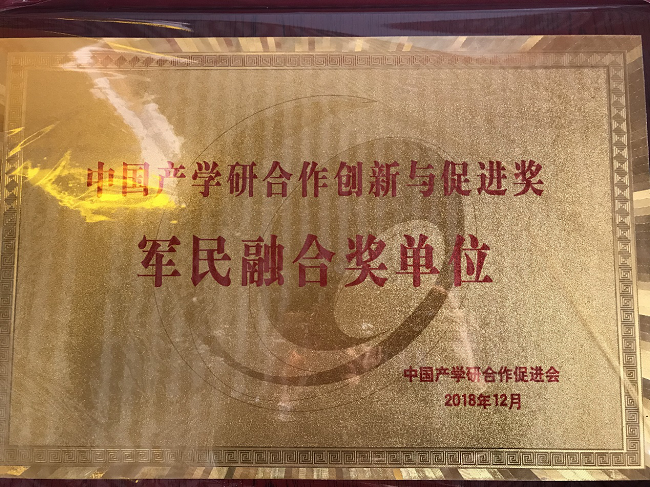 中国产学研合作创新与促进奖
军民融合奖单位
中国产学研合作促进会
2018年12月